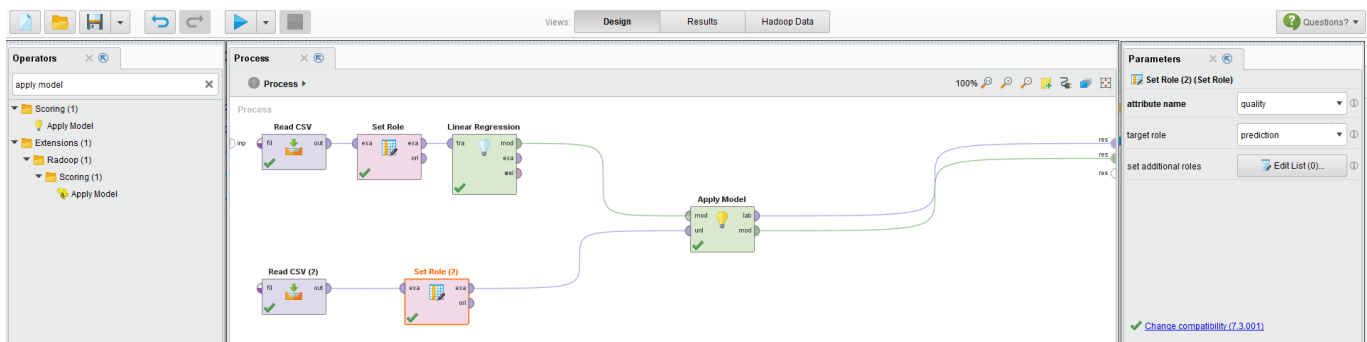 Views: Design Results Hadoop Data Questions?
Operators
apply model
Scoring (1)
Apply Model
Extensions (1)
Radoop (1)
Scoring (1)
Apply Model
Process
Process
100%
Process
Read CSV Set Role Linear Regression
inp fil out exa exa tra mod res
ori exa res
wei res
Apply Model
mod lab
unl mod
Read CSV (2) Set Role (2)
fil out exa exa
ori
Parameters
Set Role (2) (Set Role)
attribute name quality
target role prediction
set additional roles Edit List (0)...
Change compatibility (7.3.001)